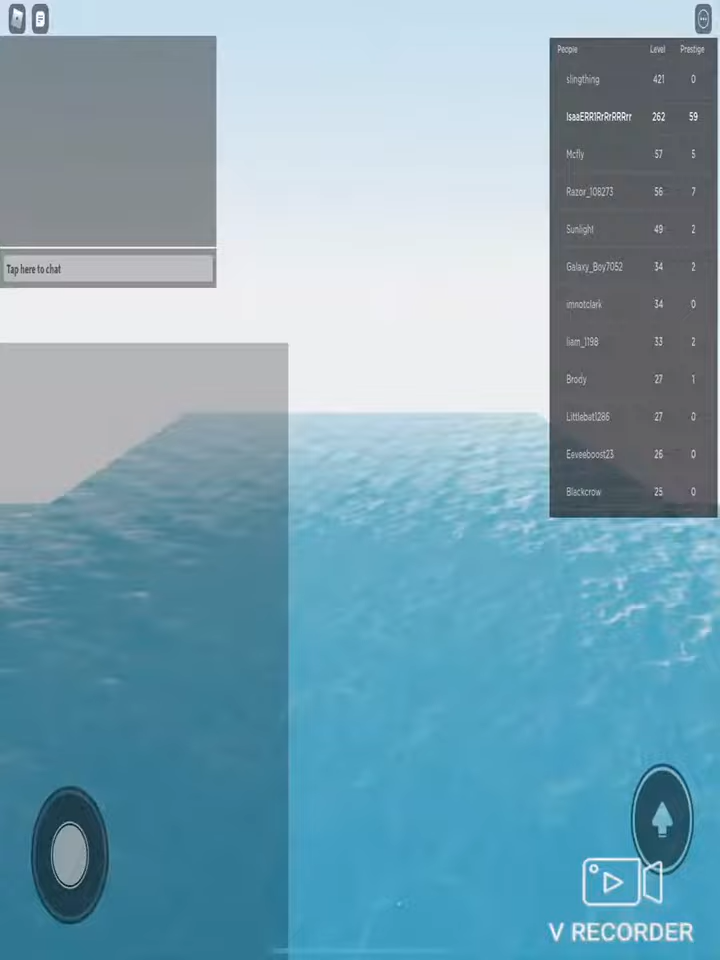 People Level Prestige
slingthing 421 0
IsaaERR1RrRrRRRrr 262 59
Mcfly 57 5
Razor_108273 56 7
Sunlight 49 2
Galaxy_Boy7052 34 2
imnotclark 34 0
liam_1198 33 2
Brody 27 1
Littlebat1286 27 0
Eeveeboost23 26 0
Blackcrow 25 0
Tap here to chat
V RECORDER